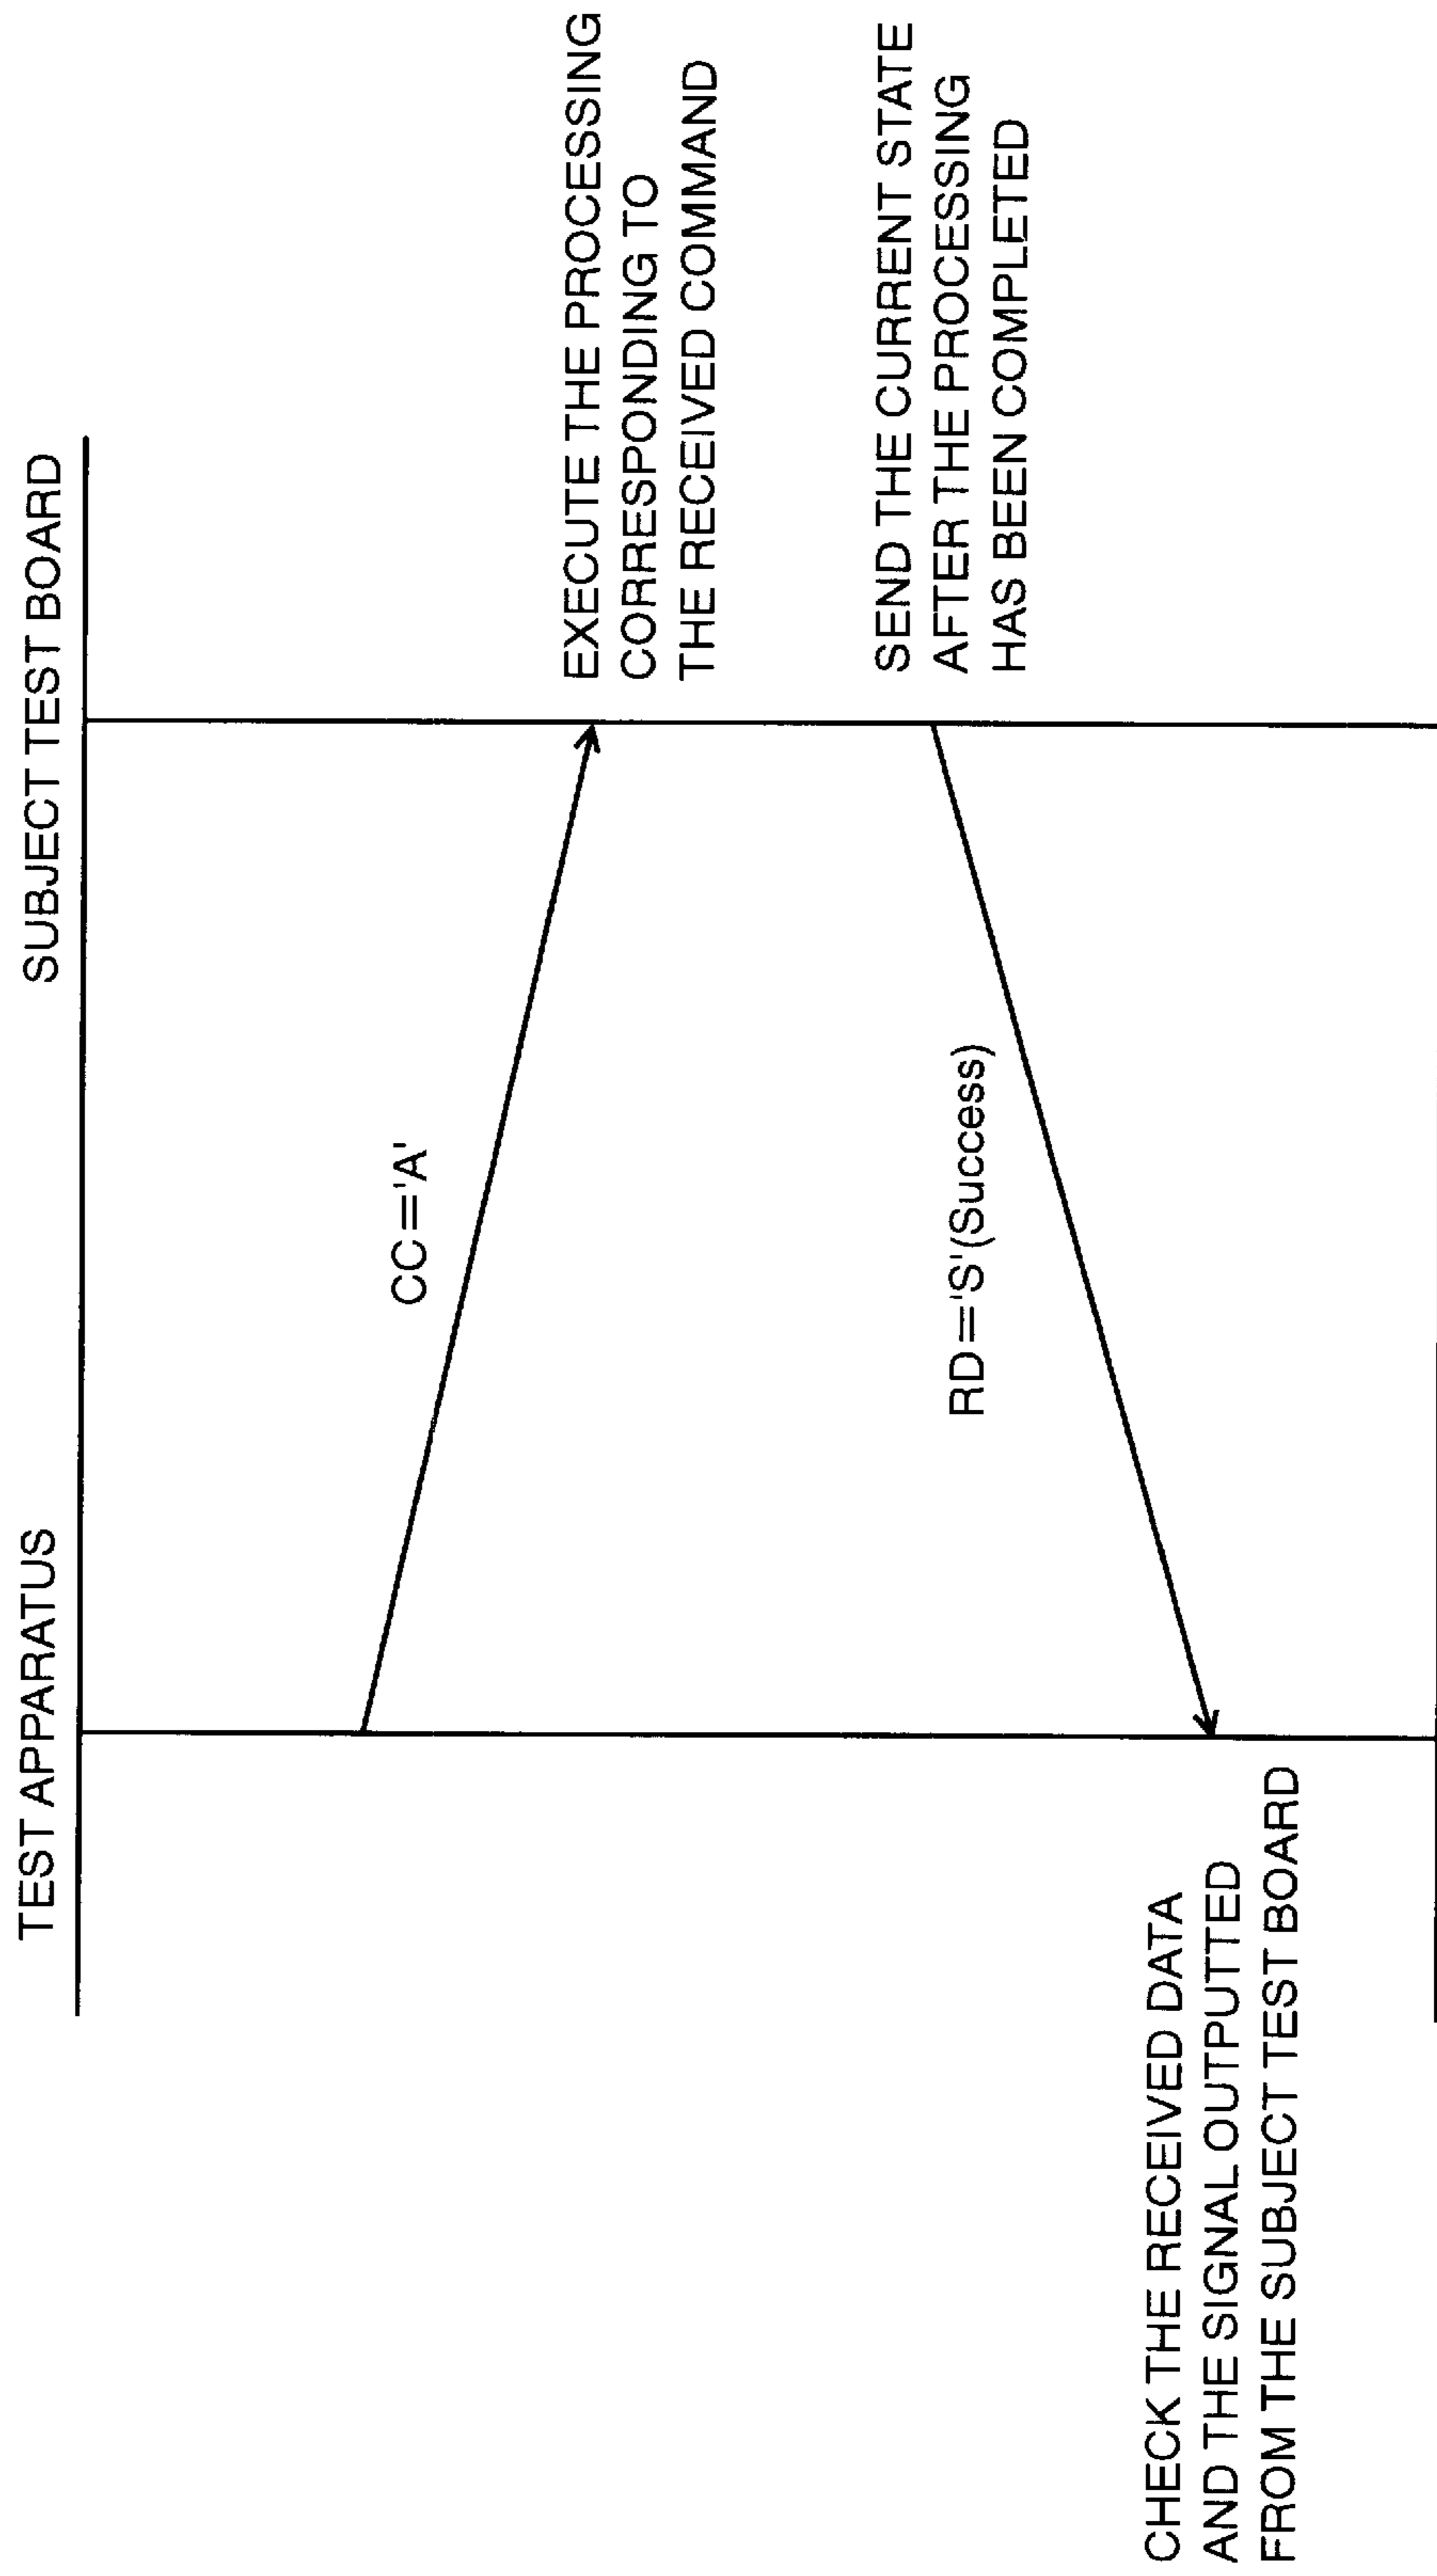 TEST APPARATUS
SUBJECT TEST BOARD
CC='A'
EXECUTE THE PROCESSING
CORRESPONDING TO
THE RECEIVED COMMAND
SEND THE CURRENT STATE
AFTER THE PROCESSING
HAS BEEN COMPLETED
RD='S'(Success)
CHECK THE RECEIVED DATA
AND THE SIGNAL OUTPUTTED
FROM THE SUBJECT TEST BOARD